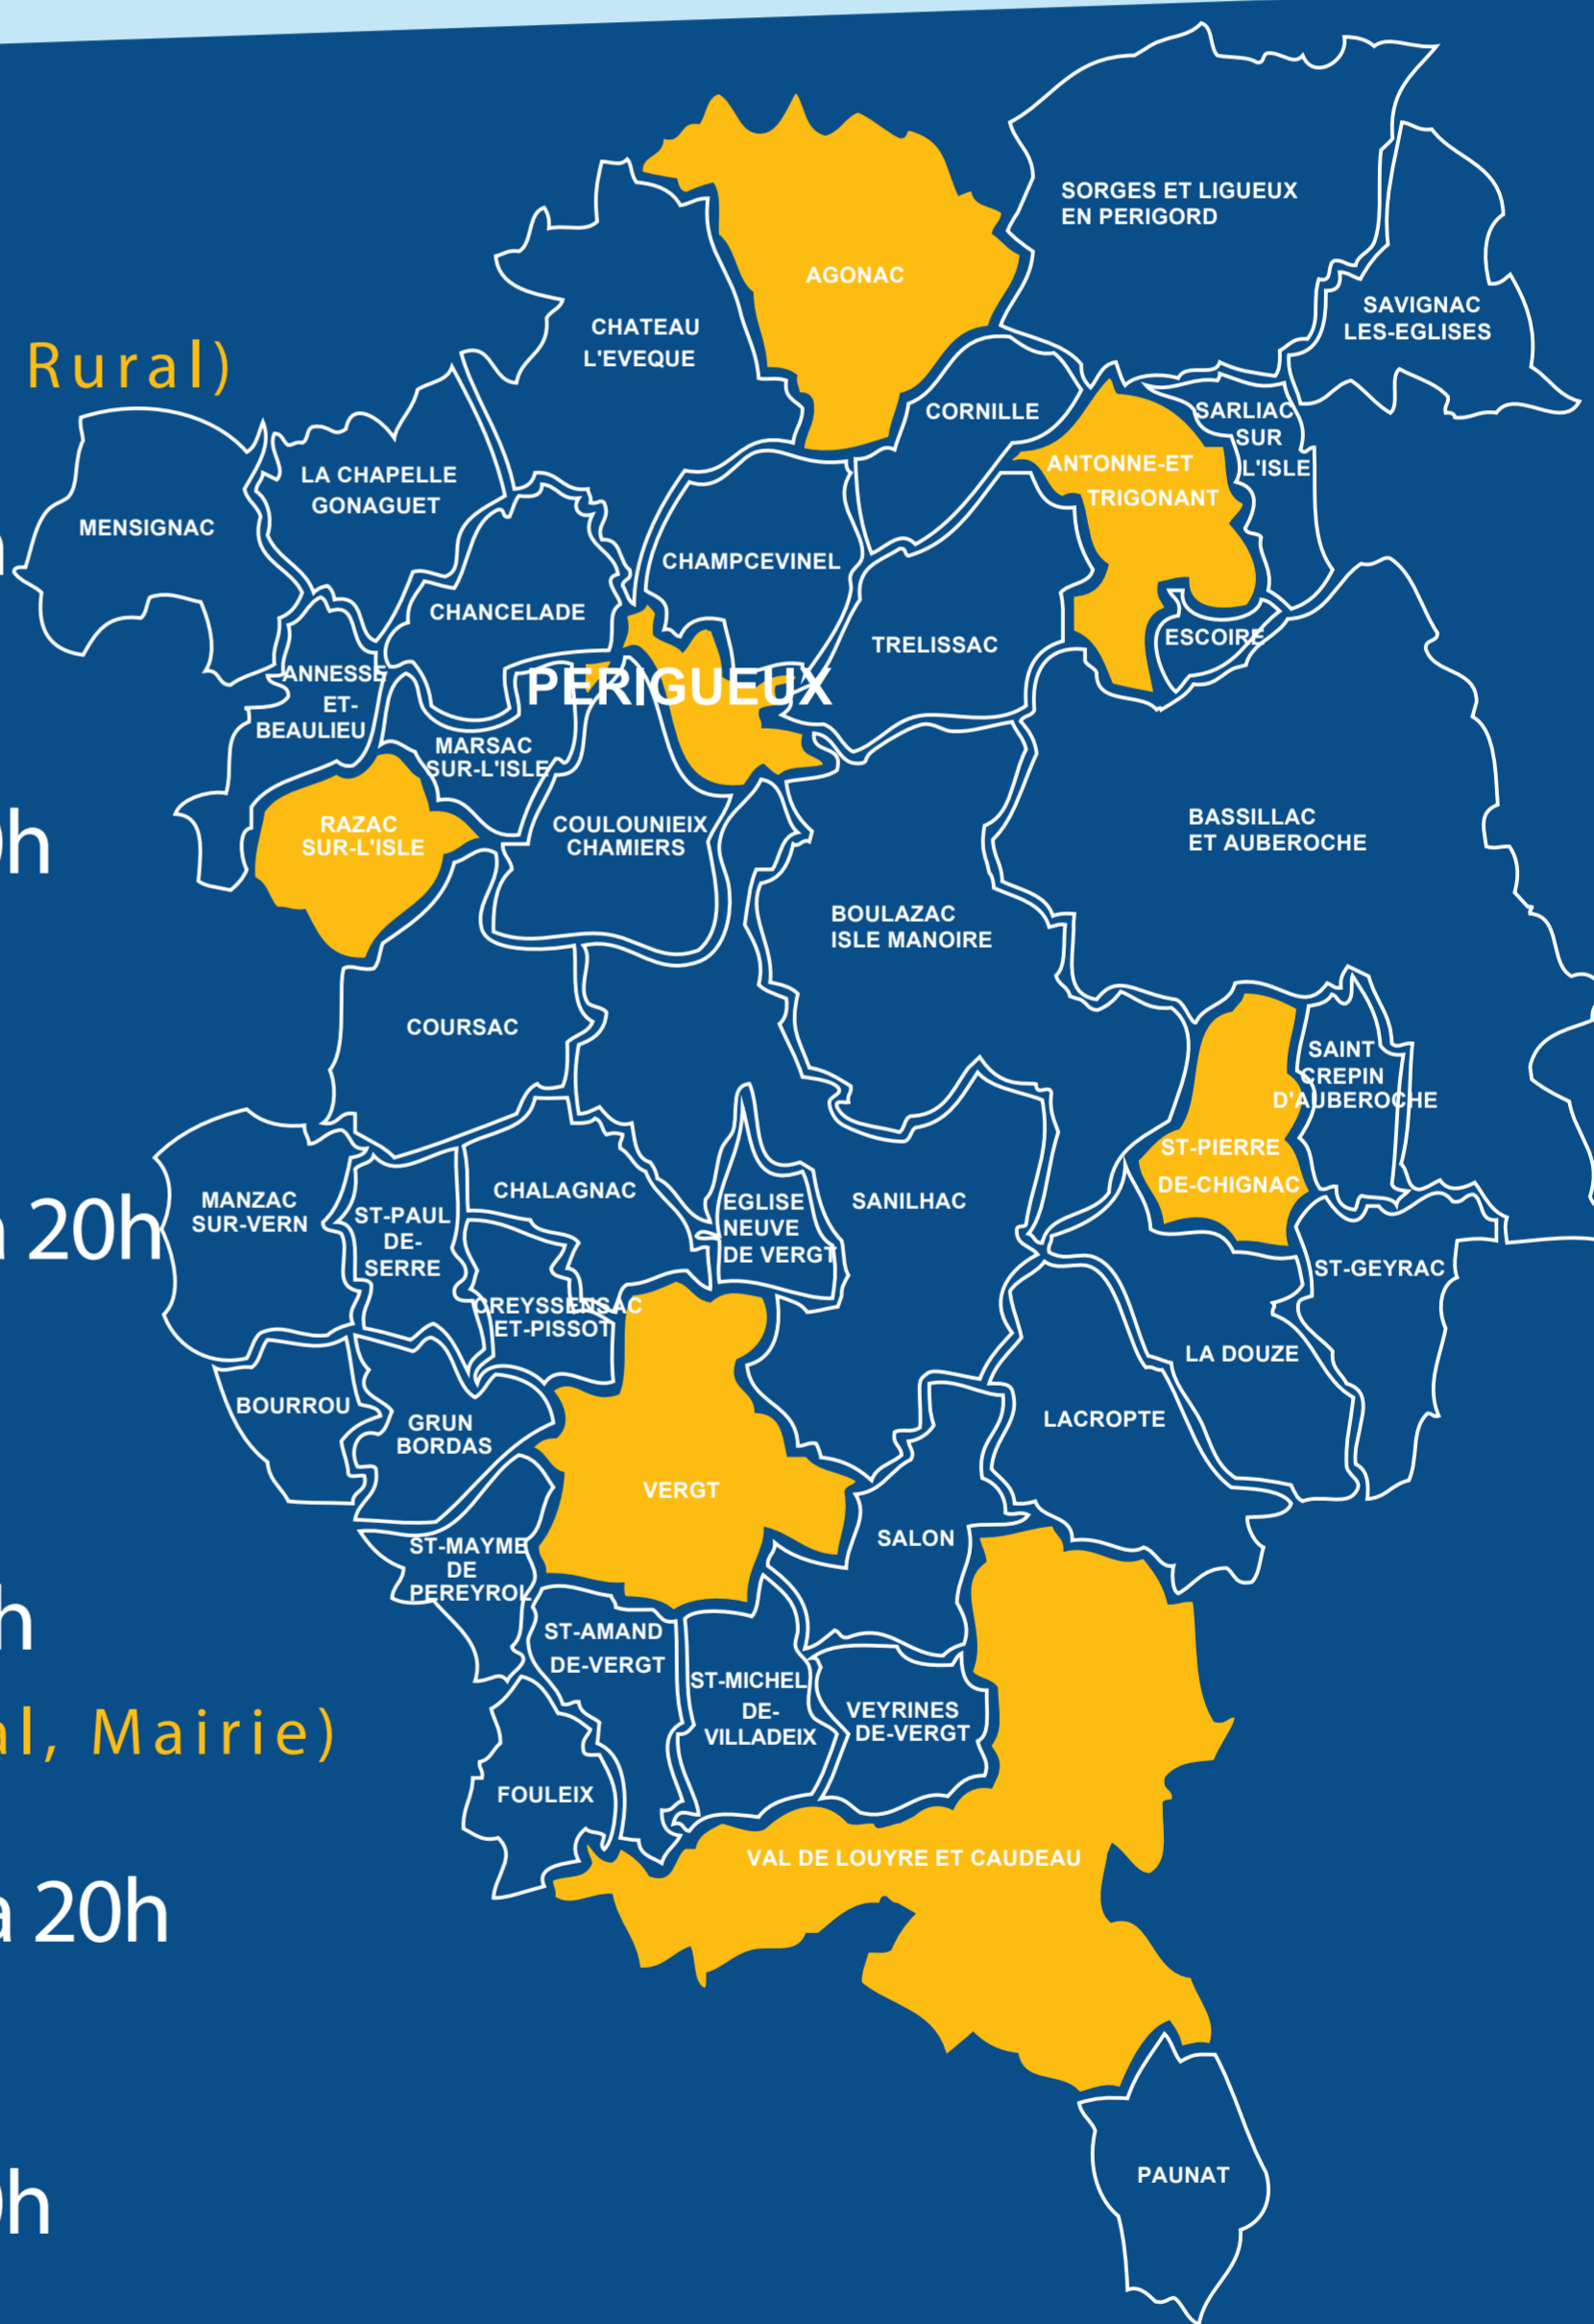 Rural)
h
0h
à 20h
h
al, Mairie)
à 20h
0h
SORGES ET LIGUEUX
EN PERIGORD
AGONAC
SAVIGNAC
LES-EGLISES
CHATEAU
L'EVEQUE
CORNILLE
SARLIAC
SUR
L'ISLE
ANTONNE-ET
TRIGONANT
LA CHAPELLE
GONAGUET
MENSIGNAC
CHAMPCEVINEL
CHANCELADE
TRELISSAC
ESCOIRE
ANNESSE
ET-
BEAULIEU
PERIGUEUX
MARSAC
SUR-L'ISLE
RAZAC
SUR-L'ISLE
COULOUNIEIX
CHAMIERS
BASSILLAC
ET AUBEROCHE
BOULAZAC
ISLE MANOIRE
COURSAC
SAINT
CREPIN
D'AUBEROCHE
ST-PIERRE
DE-CHIGNAC
MANZAC
SUR-VERN
ST-PAUL
DE-
SERRE
CHALAGNAC
EGLISE
NEUVE
DE VERGT
SANILHAC
ST-GEYRAC
CREYSSENSAC
ET-PISSOT
LA DOUZE
BOURROU
GRUN
BORDAS
LACROPTE
VERGT
SALON
ST-MAYME
DE
PEREYROL
ST-AMAND
DE-VERGT
ST-MICHEL
DE-
VILLADEIX
VEYRINES
DE-VERGT
FOULEIX
VAL DE LOUYRE ET CAUDEAU
PAUNAT